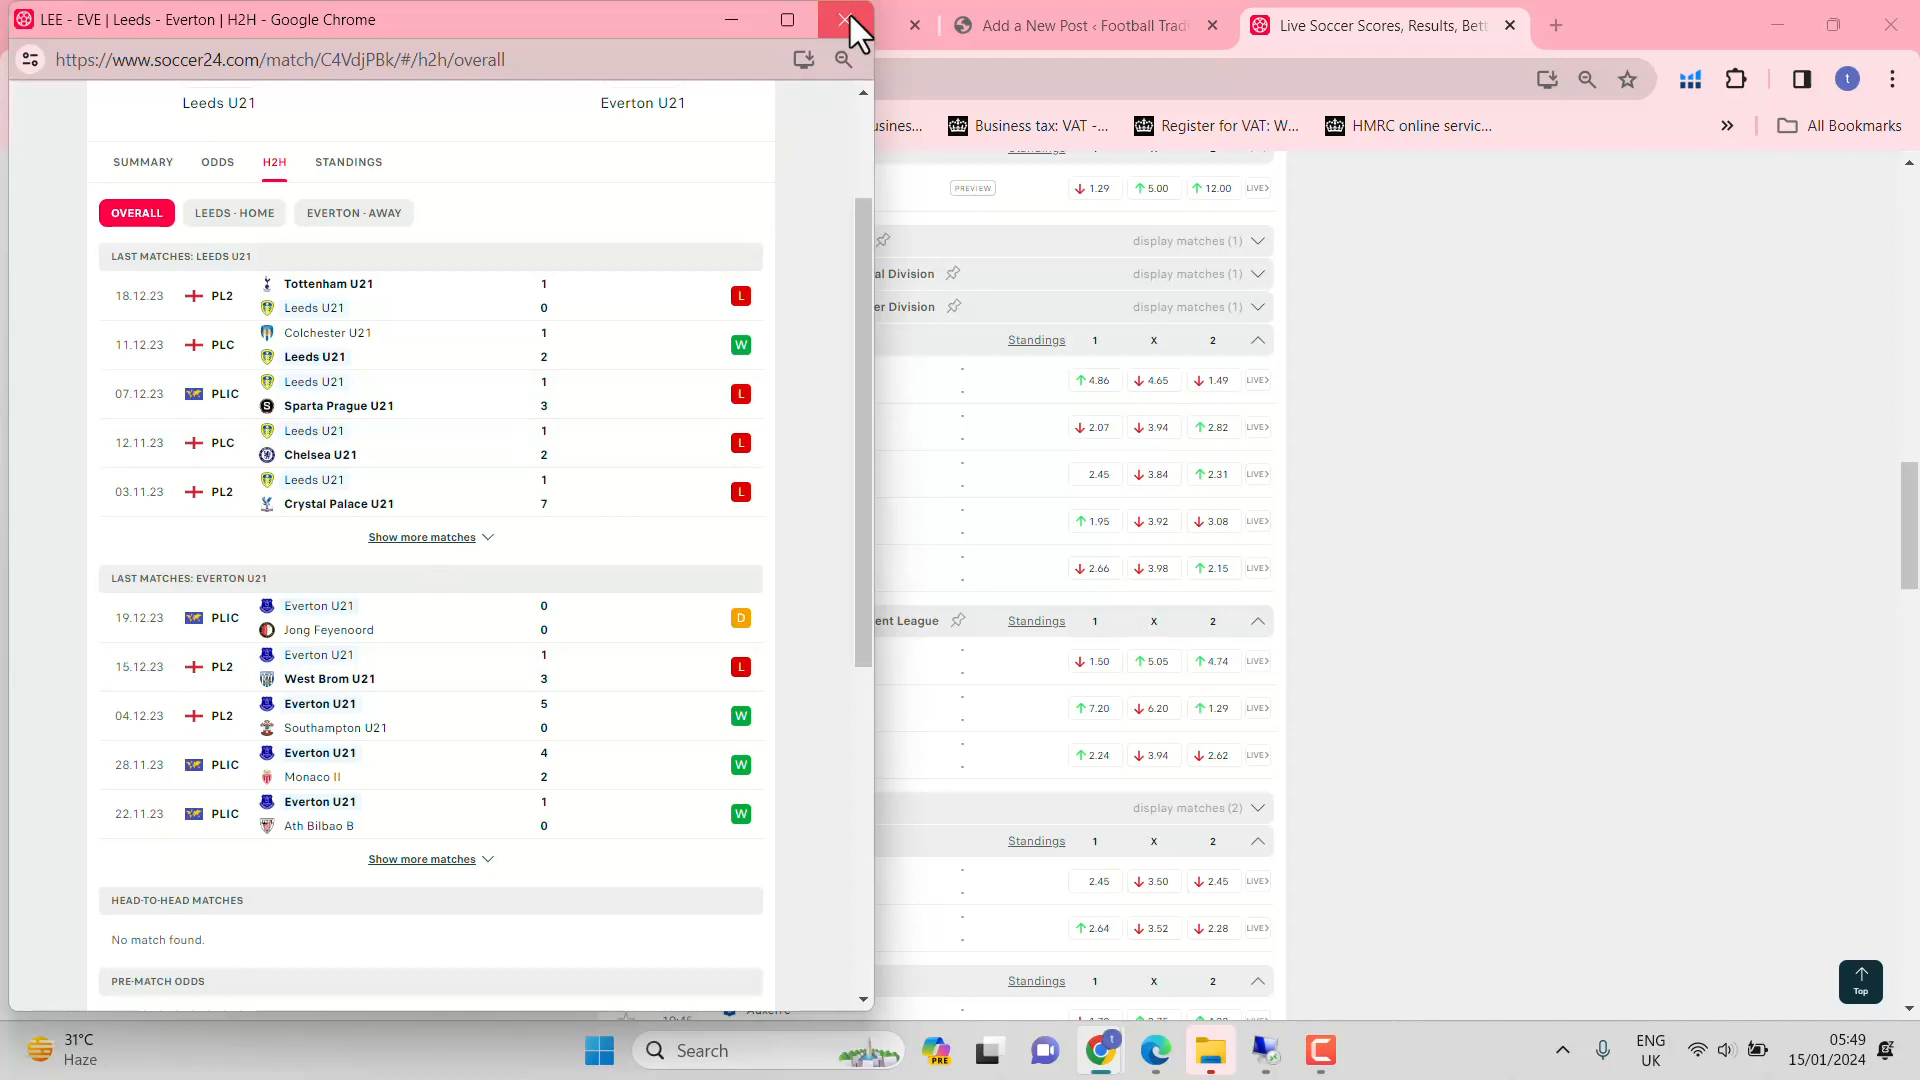 LEE - EVE | Leeds - Everton | H2H - Google Chrome
https://www.soccer24.com/match/C4VdjPBk/#/h2h/overall
Add a New Post ‹ Football Trad
Live Soccer Scores, Results, Bett
t
usines...
Business tax: VAT -...
Register for VAT: W...
HMRC online servic...
All Bookmarks
Leeds U21
Everton U21
SUMMARY ODDS H2H STANDINGS
OVERALL LEEDS - HOME EVERTON - AWAY
LAST MATCHES: LEEDS U21
18.12.23 PL2 Tottenham U21 1
Leeds U21 0
L
11.12.23 PLC Colchester U21 1
Leeds U21 2
W
07.12.23 PLIC Leeds U21 1
Sparta Prague U21 3
L
12.11.23 PLC Leeds U21 1
Chelsea U21 2
L
03.11.23 PL2 Leeds U21 1
Crystal Palace U21 7
L
Show more matches
LAST MATCHES: EVERTON U21
19.12.23 PLIC Everton U21 0
Jong Feyenoord 0
D
15.12.23 PL2 Everton U21 1
West Brom U21 3
L
04.12.23 PL2 Everton U21 5
Southampton U21 0
W
28.11.23 PLIC Everton U21 4
Monaco II 2
W
22.11.23 PLIC Everton U21 1
Ath Bilbao B 0
W
Show more matches
HEAD-TO-HEAD MATCHES
No match found.
PRE-MATCH ODDS
Standings 1 X 2
PREVIEW 1.29 5.00 12.00 LIVE
display matches (1)
al Division display matches (1)
er Division display matches (1)
Standings 1 X 2
- - 4.86 4.65 1.49 LIVE
- - 2.07 3.94 2.82 LIVE
- - 2.45 3.84 2.31 LIVE
- - 1.95 3.92 3.08 LIVE
- - 2.66 3.98 2.15 LIVE
ent League Standings 1 X 2
- - 1.50 5.05 4.74 LIVE
- - 7.20 6.20 1.29 LIVE
- - 2.24 3.94 2.62 LIVE
display matches (2)
Standings 1 X 2
- - 2.45 3.50 2.45 LIVE
- - 2.64 3.52 2.28 LIVE
Standings 1 X 2
Top
31°C
Haze
Search
PRE
t
ENG
UK
05:49
15/01/2024